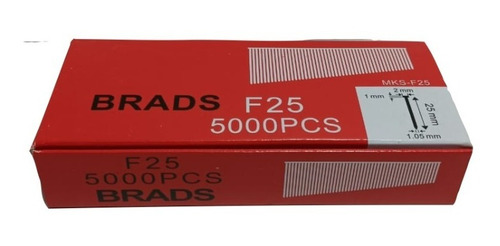 MKS-F25
BRADS F25
5000PCS
2 mm
1 mm
25 mm
1.05 mm
F25
5000PCS
BRADS